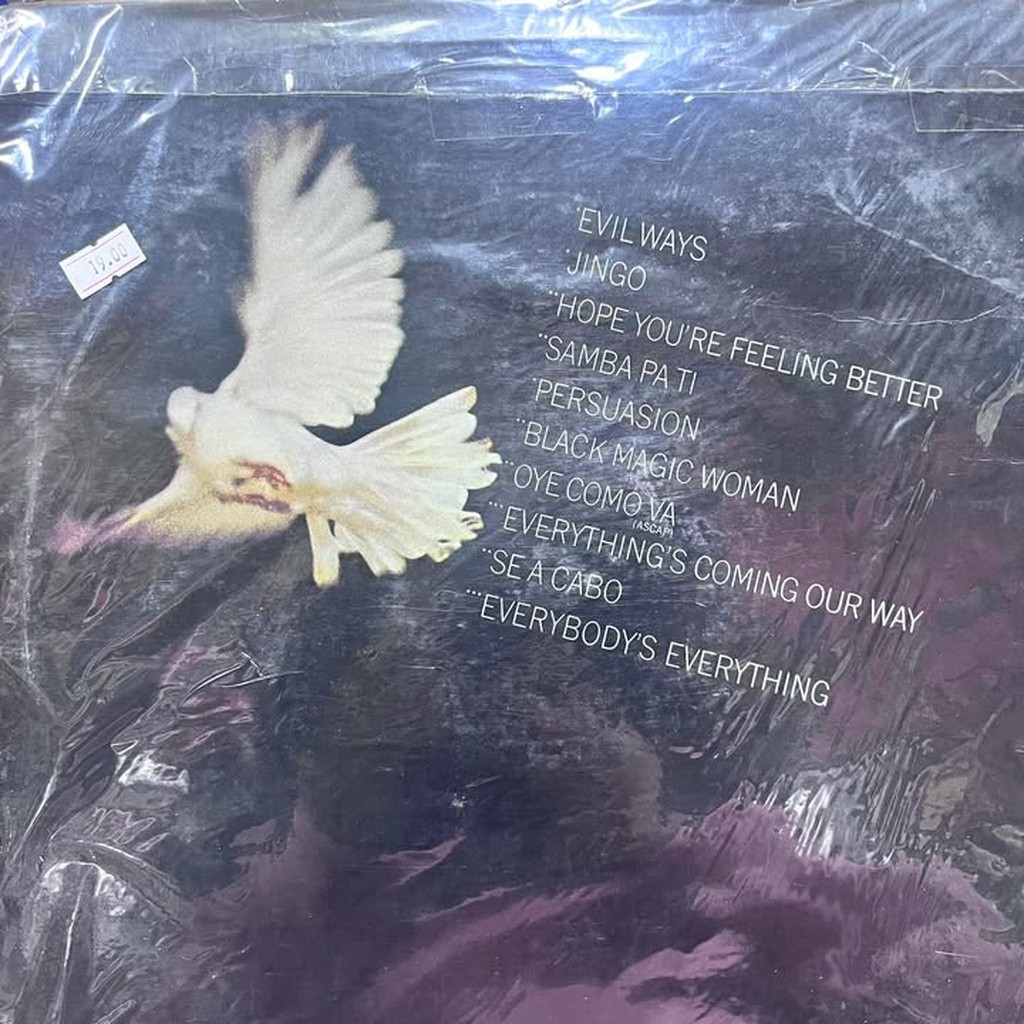 19.00
·EVIL WAYS
·JINGO
··HOPE YOU'RE FEELING BETTER
··SAMBA PA TI
·PERSUASION
··BLACK MAGIC WOMAN
··OYE COMO VA
(ASCAP)
···EVERYTHING'S COMING OUR WAY
··SE A CABO
···EVERYBODY'S EVERYTHING